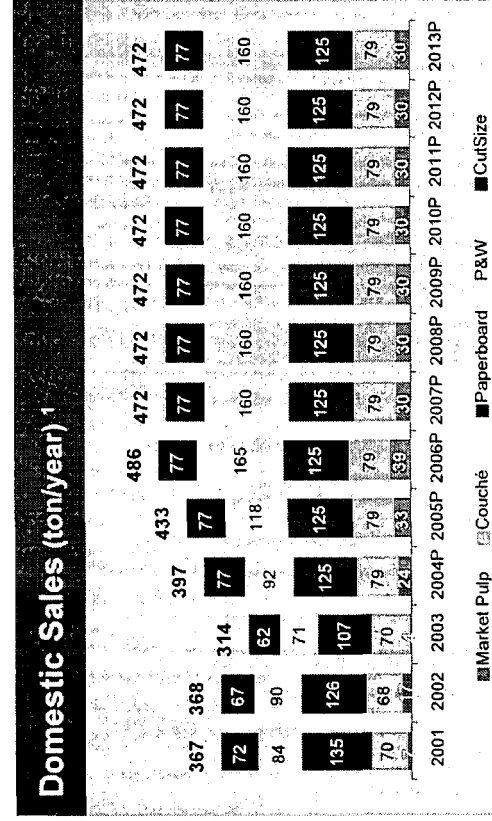 Domestic Sales (ton/year) 1
367 368 314 397 433 486 472 472 472 472 472 472 472
72 67 62 77 77 77 77 77 77 77 77 77 77
84 90 71 92 118 165 160 160 160 160 160 160 160
135 126 107 125 125 125 125 125 125 125 125 125 125
70 68 70 79 79 79 79 79 79 79 79 79 79
24 33 39 30 30 30 30 30 30 30
2001 2002 2003 2004P 2005P 2006P 2007P 2008P 2009P 2010P 2011P 2012P 2013P
Market Pulp Couché Paperboard P&W CutSize